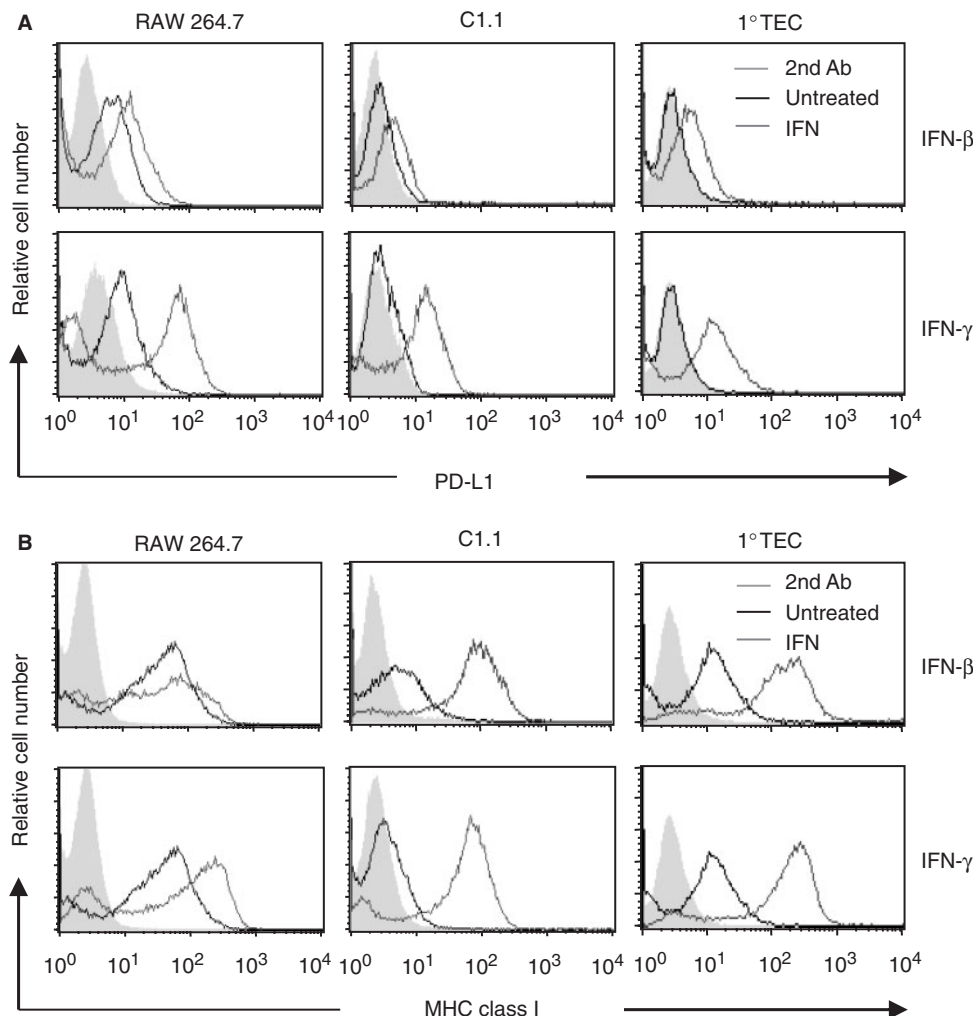 A
RAW 264.7
C1.1
1° TEC
2nd Ab
Untreated
IFN
IFN-β
IFN-γ
Relative cell number
10⁰ 10¹ 10² 10³ 10⁴
10⁰ 10¹ 10² 10³ 10⁴
10⁰ 10¹ 10² 10³ 10⁴
PD-L1
B
RAW 264.7
C1.1
1° TEC
2nd Ab
Untreated
IFN
IFN-β
IFN-γ
Relative cell number
10⁰ 10¹ 10² 10³ 10⁴
10⁰ 10¹ 10² 10³ 10⁴
10⁰ 10¹ 10² 10³ 10⁴
MHC class I